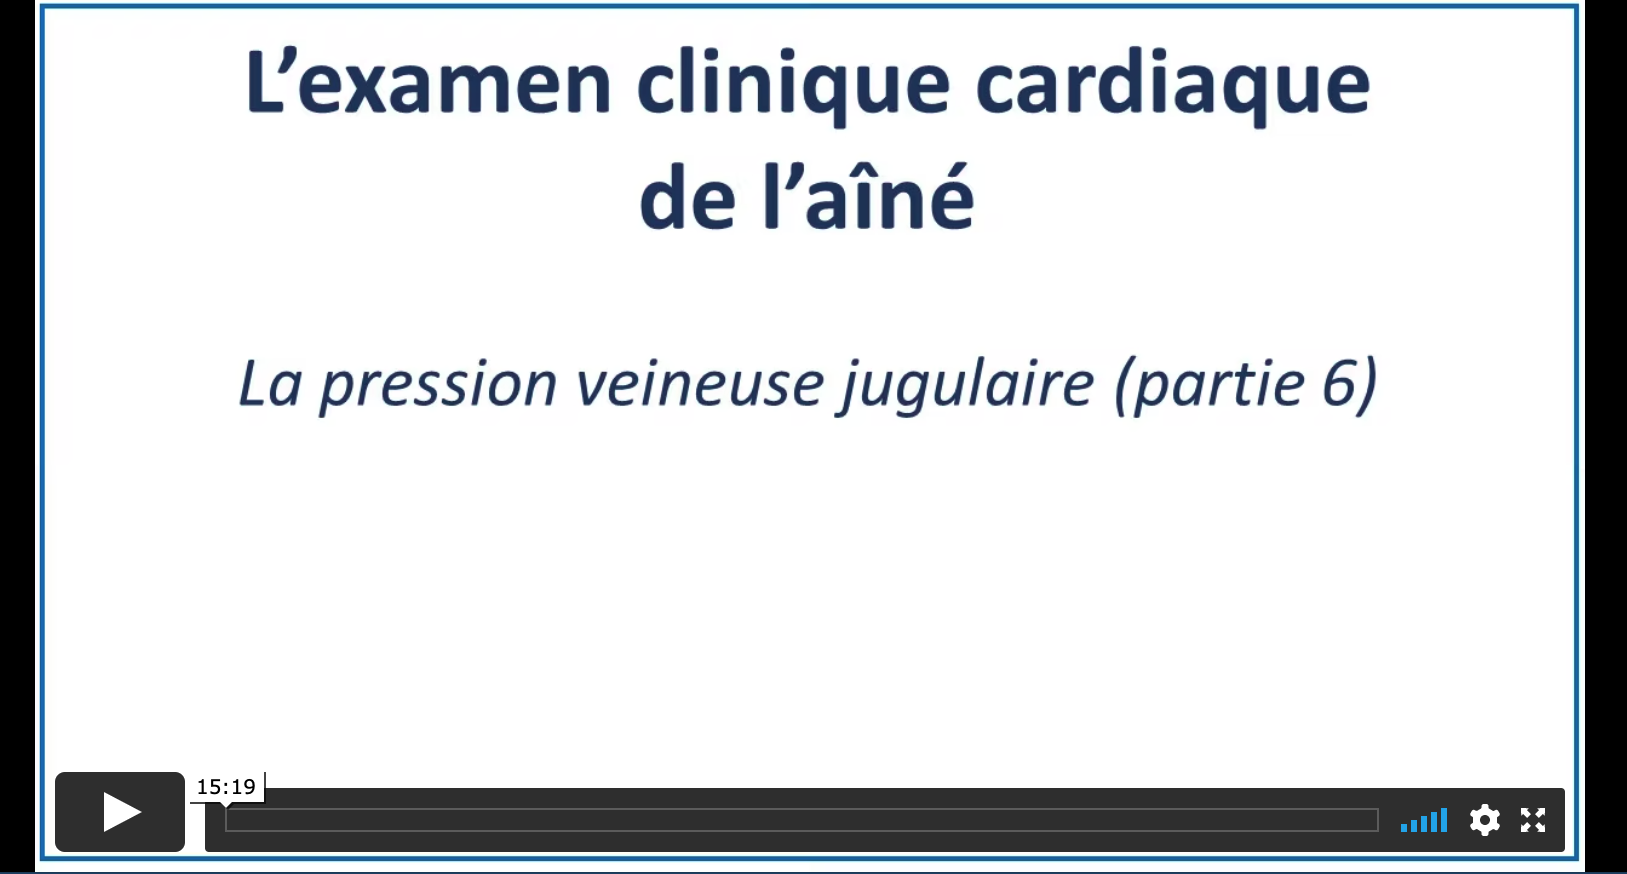 L’examen clinique cardiaque
de l’aîné
La pression veineuse jugulaire (partie 6)
15:19